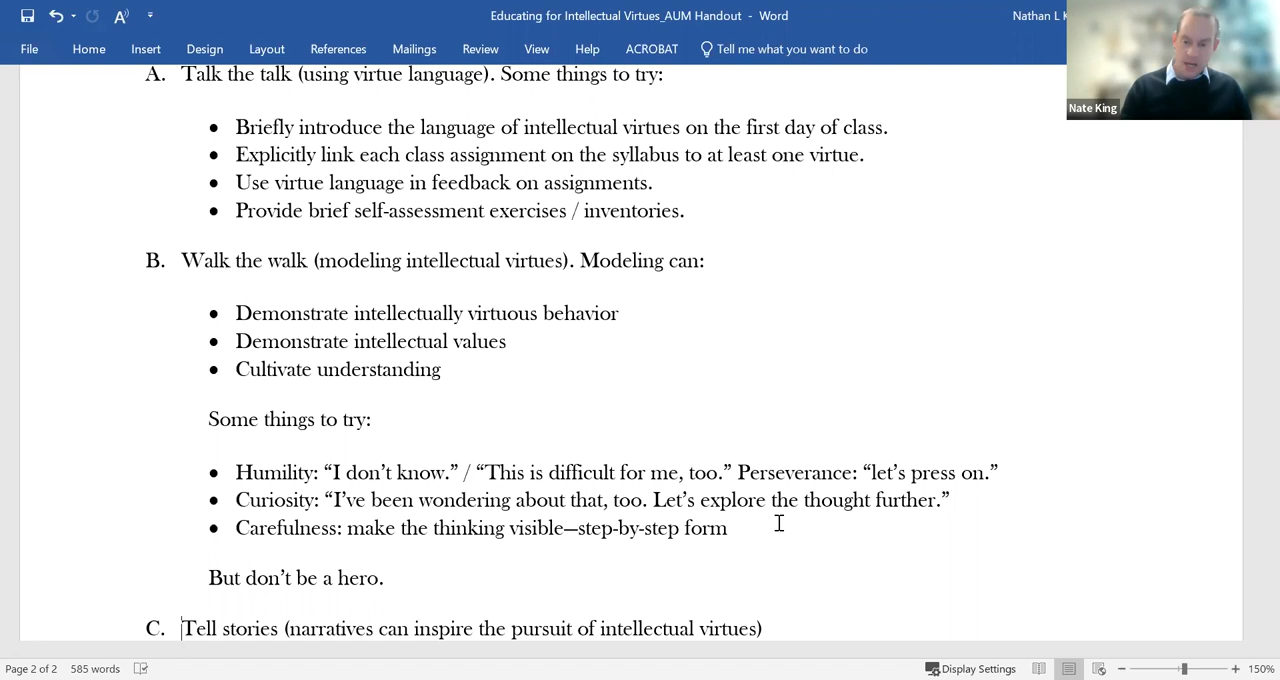 Educating for Intellectual Virtues_AUM Handout - Word
Nathan L K
File Home Insert Design Layout References Mailings Review View Help ACROBAT Tell me what you want to do
Nate King
A. Talk the talk (using virtue language). Some things to try:
• Briefly introduce the language of intellectual virtues on the first day of class.
• Explicitly link each class assignment on the syllabus to at least one virtue.
• Use virtue language in feedback on assignments.
• Provide brief self-assessment exercises / inventories.
B. Walk the walk (modeling intellectual virtues). Modeling can:
• Demonstrate intellectually virtuous behavior
• Demonstrate intellectual values
• Cultivate understanding
Some things to try:
• Humility: “I don’t know.” / “This is difficult for me, too.” Perseverance: “let’s press on.”
• Curiosity: “I’ve been wondering about that, too. Let’s explore the thought further.”
• Carefulness: make the thinking visible—step-by-step form
But don’t be a hero.
C. Tell stories (narratives can inspire the pursuit of intellectual virtues)
Page 2 of 2 585 words Display Settings 150%